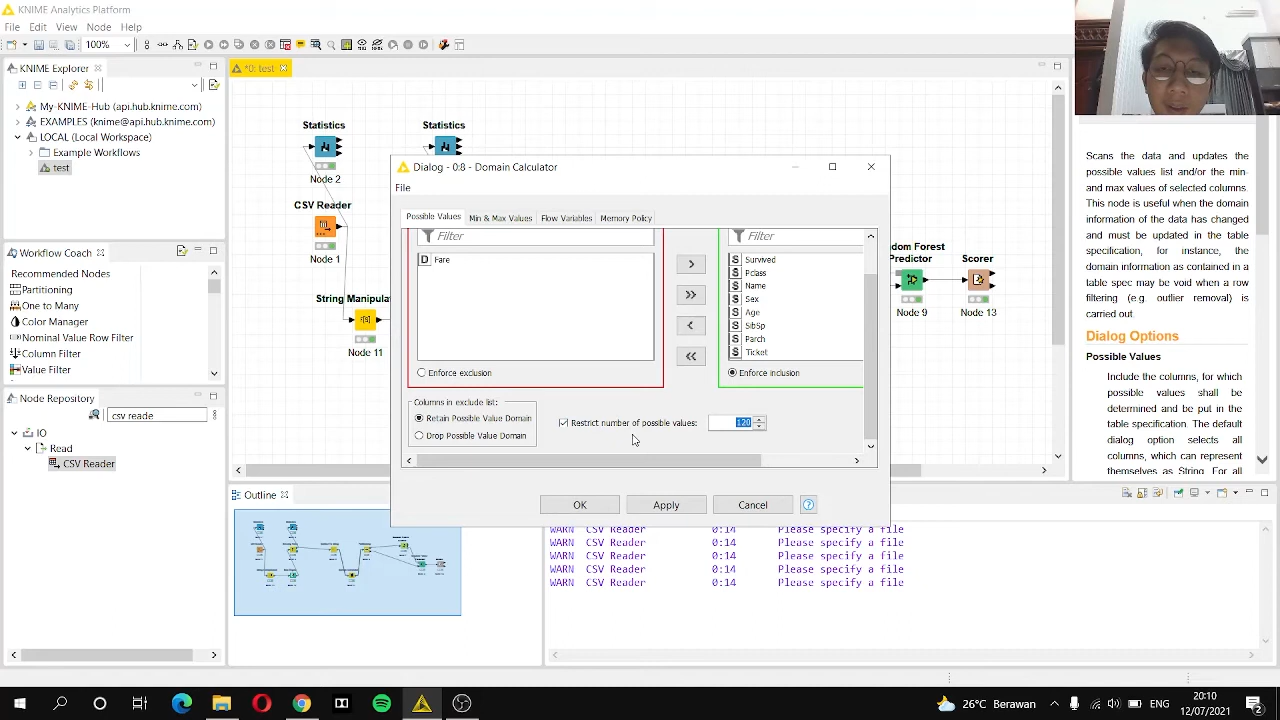 KNIME Analytics Platform
File Edit View Node Help
100%
KNIME Explorer
*0: test
My-KNIME-Hub (api.hub.knime.com)
EXAMPLES (knime@api.hub.knime.com)
LOCAL (Local Workspace)
Example Workflows
test
Workflow Coach
Recommended Nodes
Partitioning
One to Many
Color Manager
Nominal Value Row Filter
Column Filter
Value Filter
Node Repository
csv reade
IO
Read
CSV Reader
Statistics
Statistics
Node 2
CSV Reader
Node 1
String Manipulat
Node 11
Dialog - 0:8 - Domain Calculator
File
Possible Values
Min & Max Values
Flow Variables
Memory Policy
Filter
D Fare
Enforce exclusion
Filter
S Survived
S Pclass
S Name
S Sex
S Age
S SibSp
S Parch
S Ticket
Enforce inclusion
Columns in exclude list:
Retain Possible Value Domain
Drop Possible Value Domain
Restrict number of possible values:
120
OK
Apply
Cancel
dom Forest
Predictor
Node 9
Scorer
Node 13
Scans the data and updates the
possible values list and/or the min-
and max values of selected columns.
This node is useful when the domain
information of the data has changed
and must be updated in the table
specification, for instance, the
domain information as contained in
a table spec may be void when a row
filtering (e.g. outlier removal) is
carried out.
Dialog Options
Possible Values
Include the columns, for which
possible values shall be
determined and be put in the
table specification. The default
dialog option selects all
columns, which can represent
themselves as String. For all
Outline
WARN CSV Reader 0:14 Please specify a file
WARN CSV Reader 0:14 Please specify a file
WARN CSV Reader 0:14 Please specify a file
WARN CSV Reader 0:14 Please specify a file
WARN CSV Reader 0:14 Please specify a file
26°C Berawan
20:10
12/07/2021
2